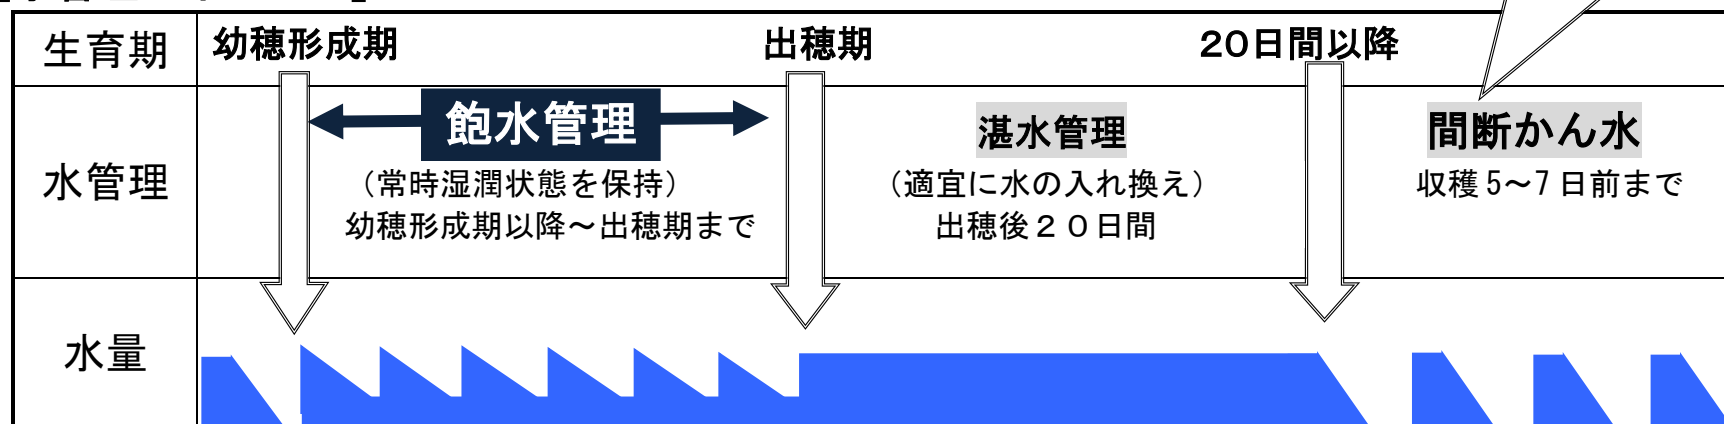 生育期 幼穂形成期 出穂期 20日間以降
水管理
飽水管理
（常時湿潤状態を保持）
幼穂形成期以降～出穂期まで
湛水管理
（適宜に水の入れ換え）
出穂後２０日間
間断かん水
収穫5～7日前まで
水量